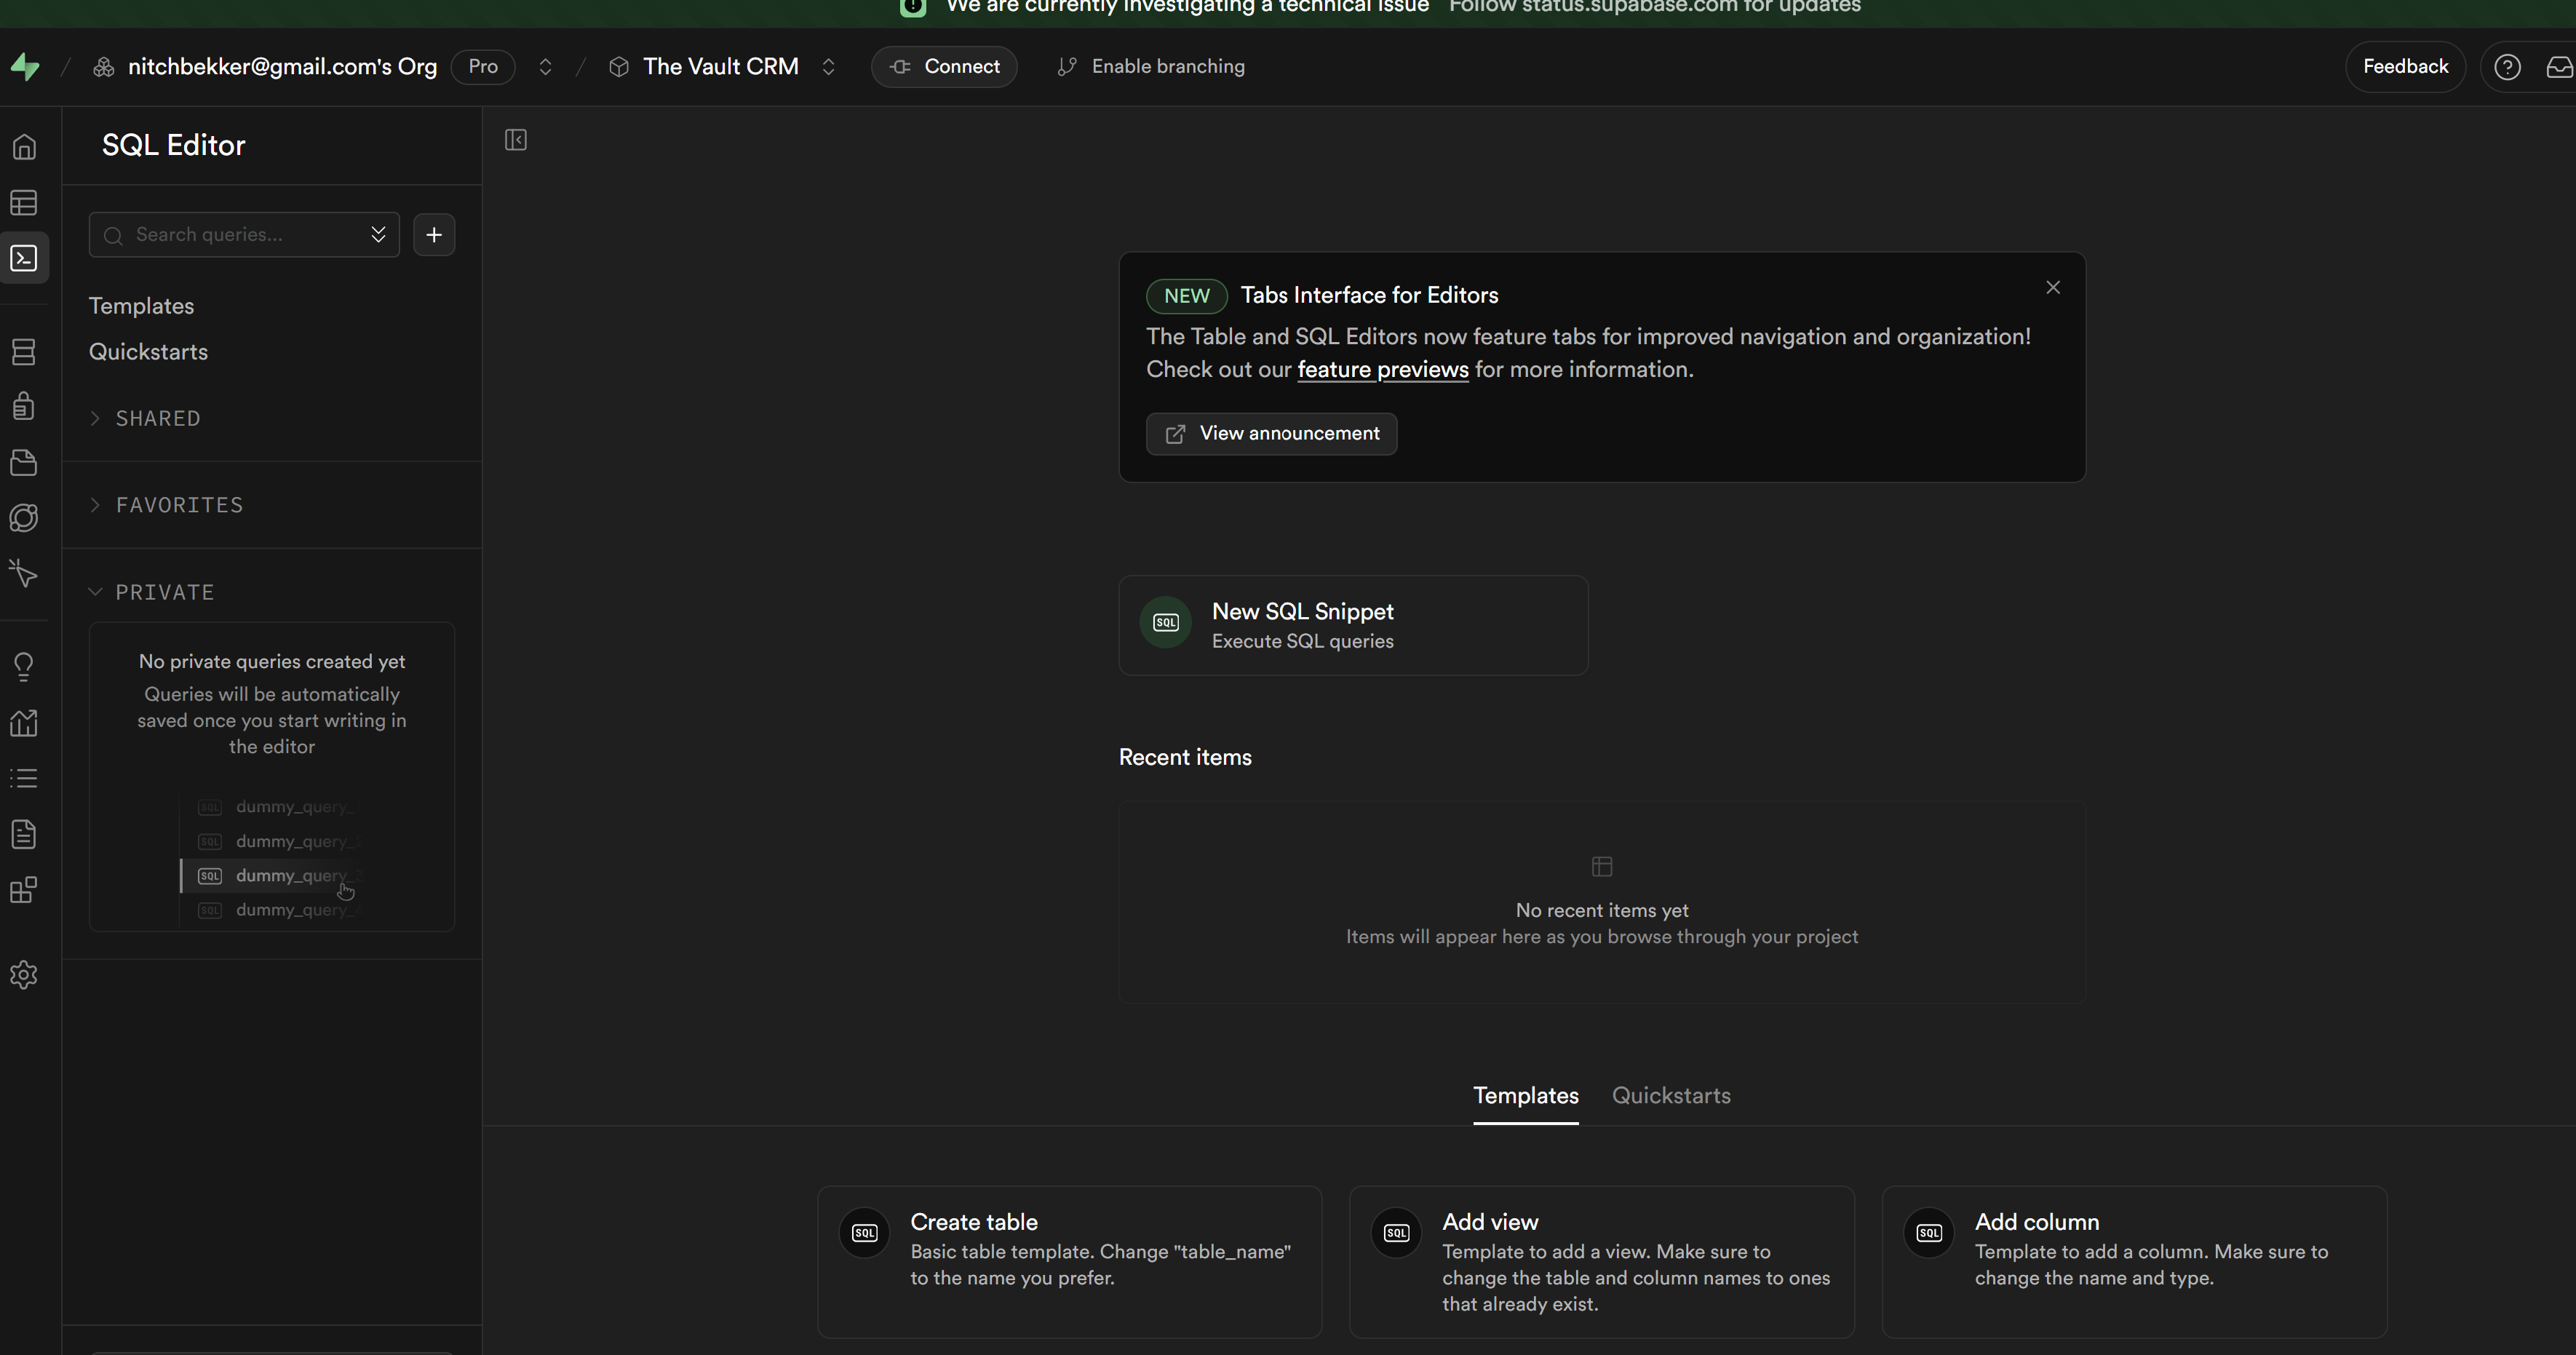 We are currently investigating a technical issue Follow status.supabase.com for updates
/ nitchbekker@gmail.com's Org Pro / The Vault CRM Connect Enable branching Feedback
SQL Editor
Search queries...
Templates
Quickstarts
SHARED
FAVORITES
PRIVATE
No private queries created yet
Queries will be automatically
saved once you start writing in
the editor
SQL dummy_query_
SQL dummy_query_
SQL dummy_query_
SQL dummy_query_
NEW Tabs Interface for Editors
The Table and SQL Editors now feature tabs for improved navigation and organization!
Check out our feature previews for more information.
View announcement
SQL New SQL Snippet
Execute SQL queries
Recent items
No recent items yet
Items will appear here as you browse through your project
Templates Quickstarts
SQL Create table
Basic table template. Change "table_name"
to the name you prefer.
SQL Add view
Template to add a view. Make sure to
change the table and column names to ones
that already exist.
SQL Add column
Template to add a column. Make sure to
change the name and type.